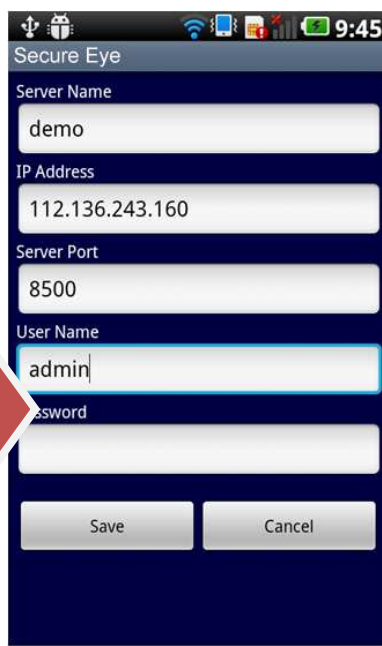 9:45
Secure Eye
Server Name
demo
IP Address
112.136.243.160
Server Port
8500
User Name
admin
ssword
Save Cancel